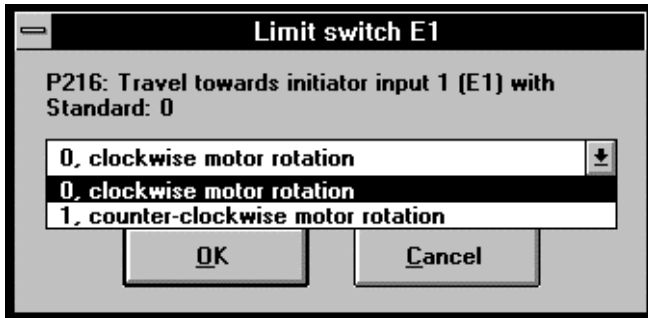 Limit switch E1
P216: Travel towards initiator input 1 (E1) with
Standard: 0
0, clockwise motor rotation
0, clockwise motor rotation
1, counter-clockwise motor rotation
OK
Cancel